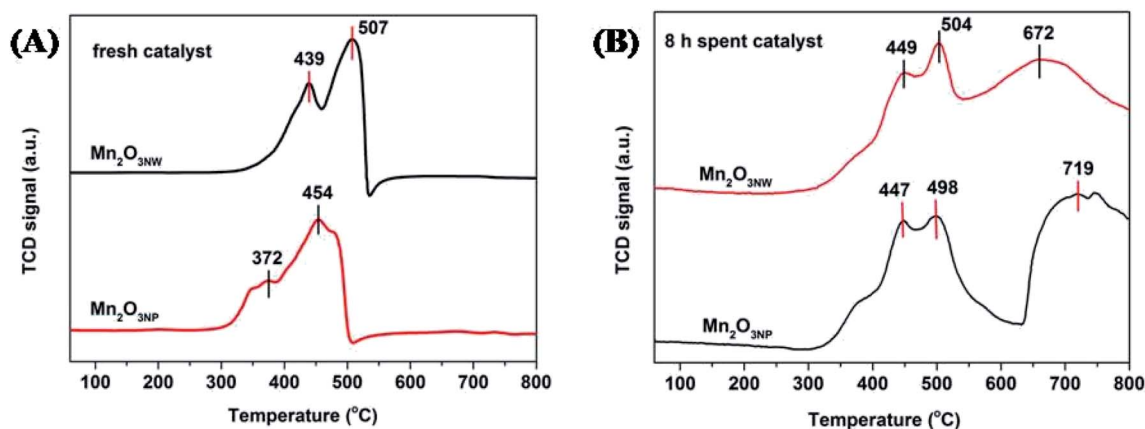 (A)
fresh catalyst
439
507
Mn2O3NW
454
372
Mn2O3NP
TCD signal (a.u.)
100 200 300 400 500 600 700 800
Temperature (°C)
(B)
8 h spent catalyst
449
504
672
Mn2O3NW
447
498
719
Mn2O3NP
TCD signal (a.u.)
100 200 300 400 500 600 700 800
Temperature (°C)